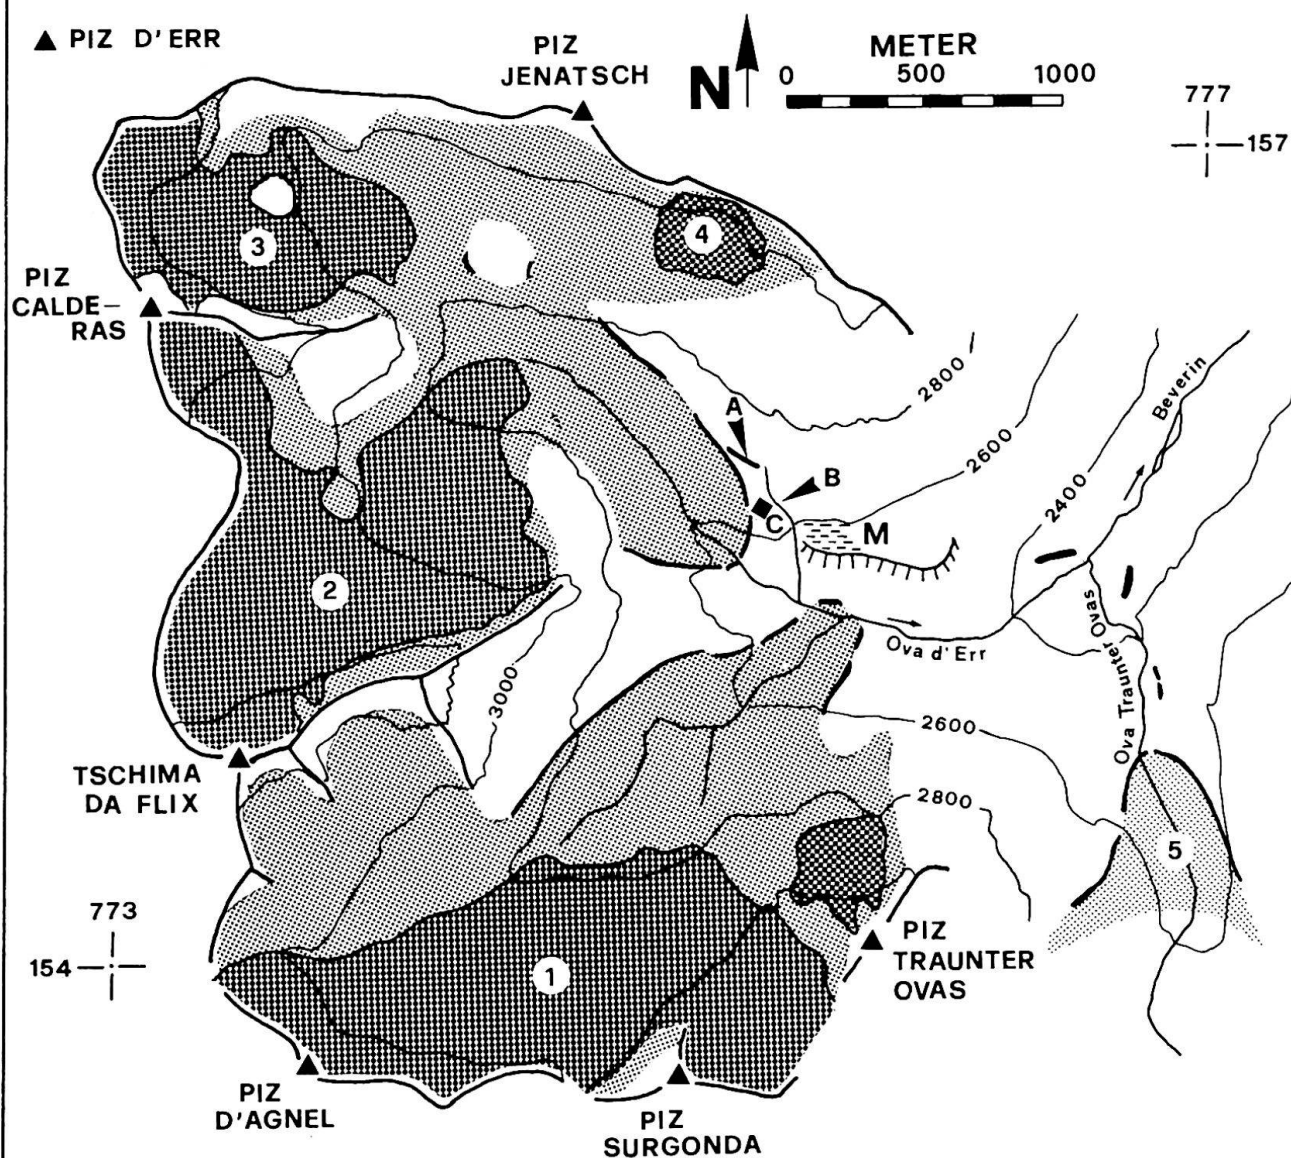 PIZ D'ERR
PIZ
JENATSCH
N
METER
0 500 1000
777
157
3
4
PIZ
CALDE–
RAS
2800
A
B
C
M
2600
2400
Beverin
2
Ova d'Err
Ova Traunter Ovas
3000
2600
TSCHIMA
DA FLIX
2800
5
773
154
1
PIZ
TRAUNTER
OVAS
PIZ
D'AGNEL
PIZ
SURGONDA